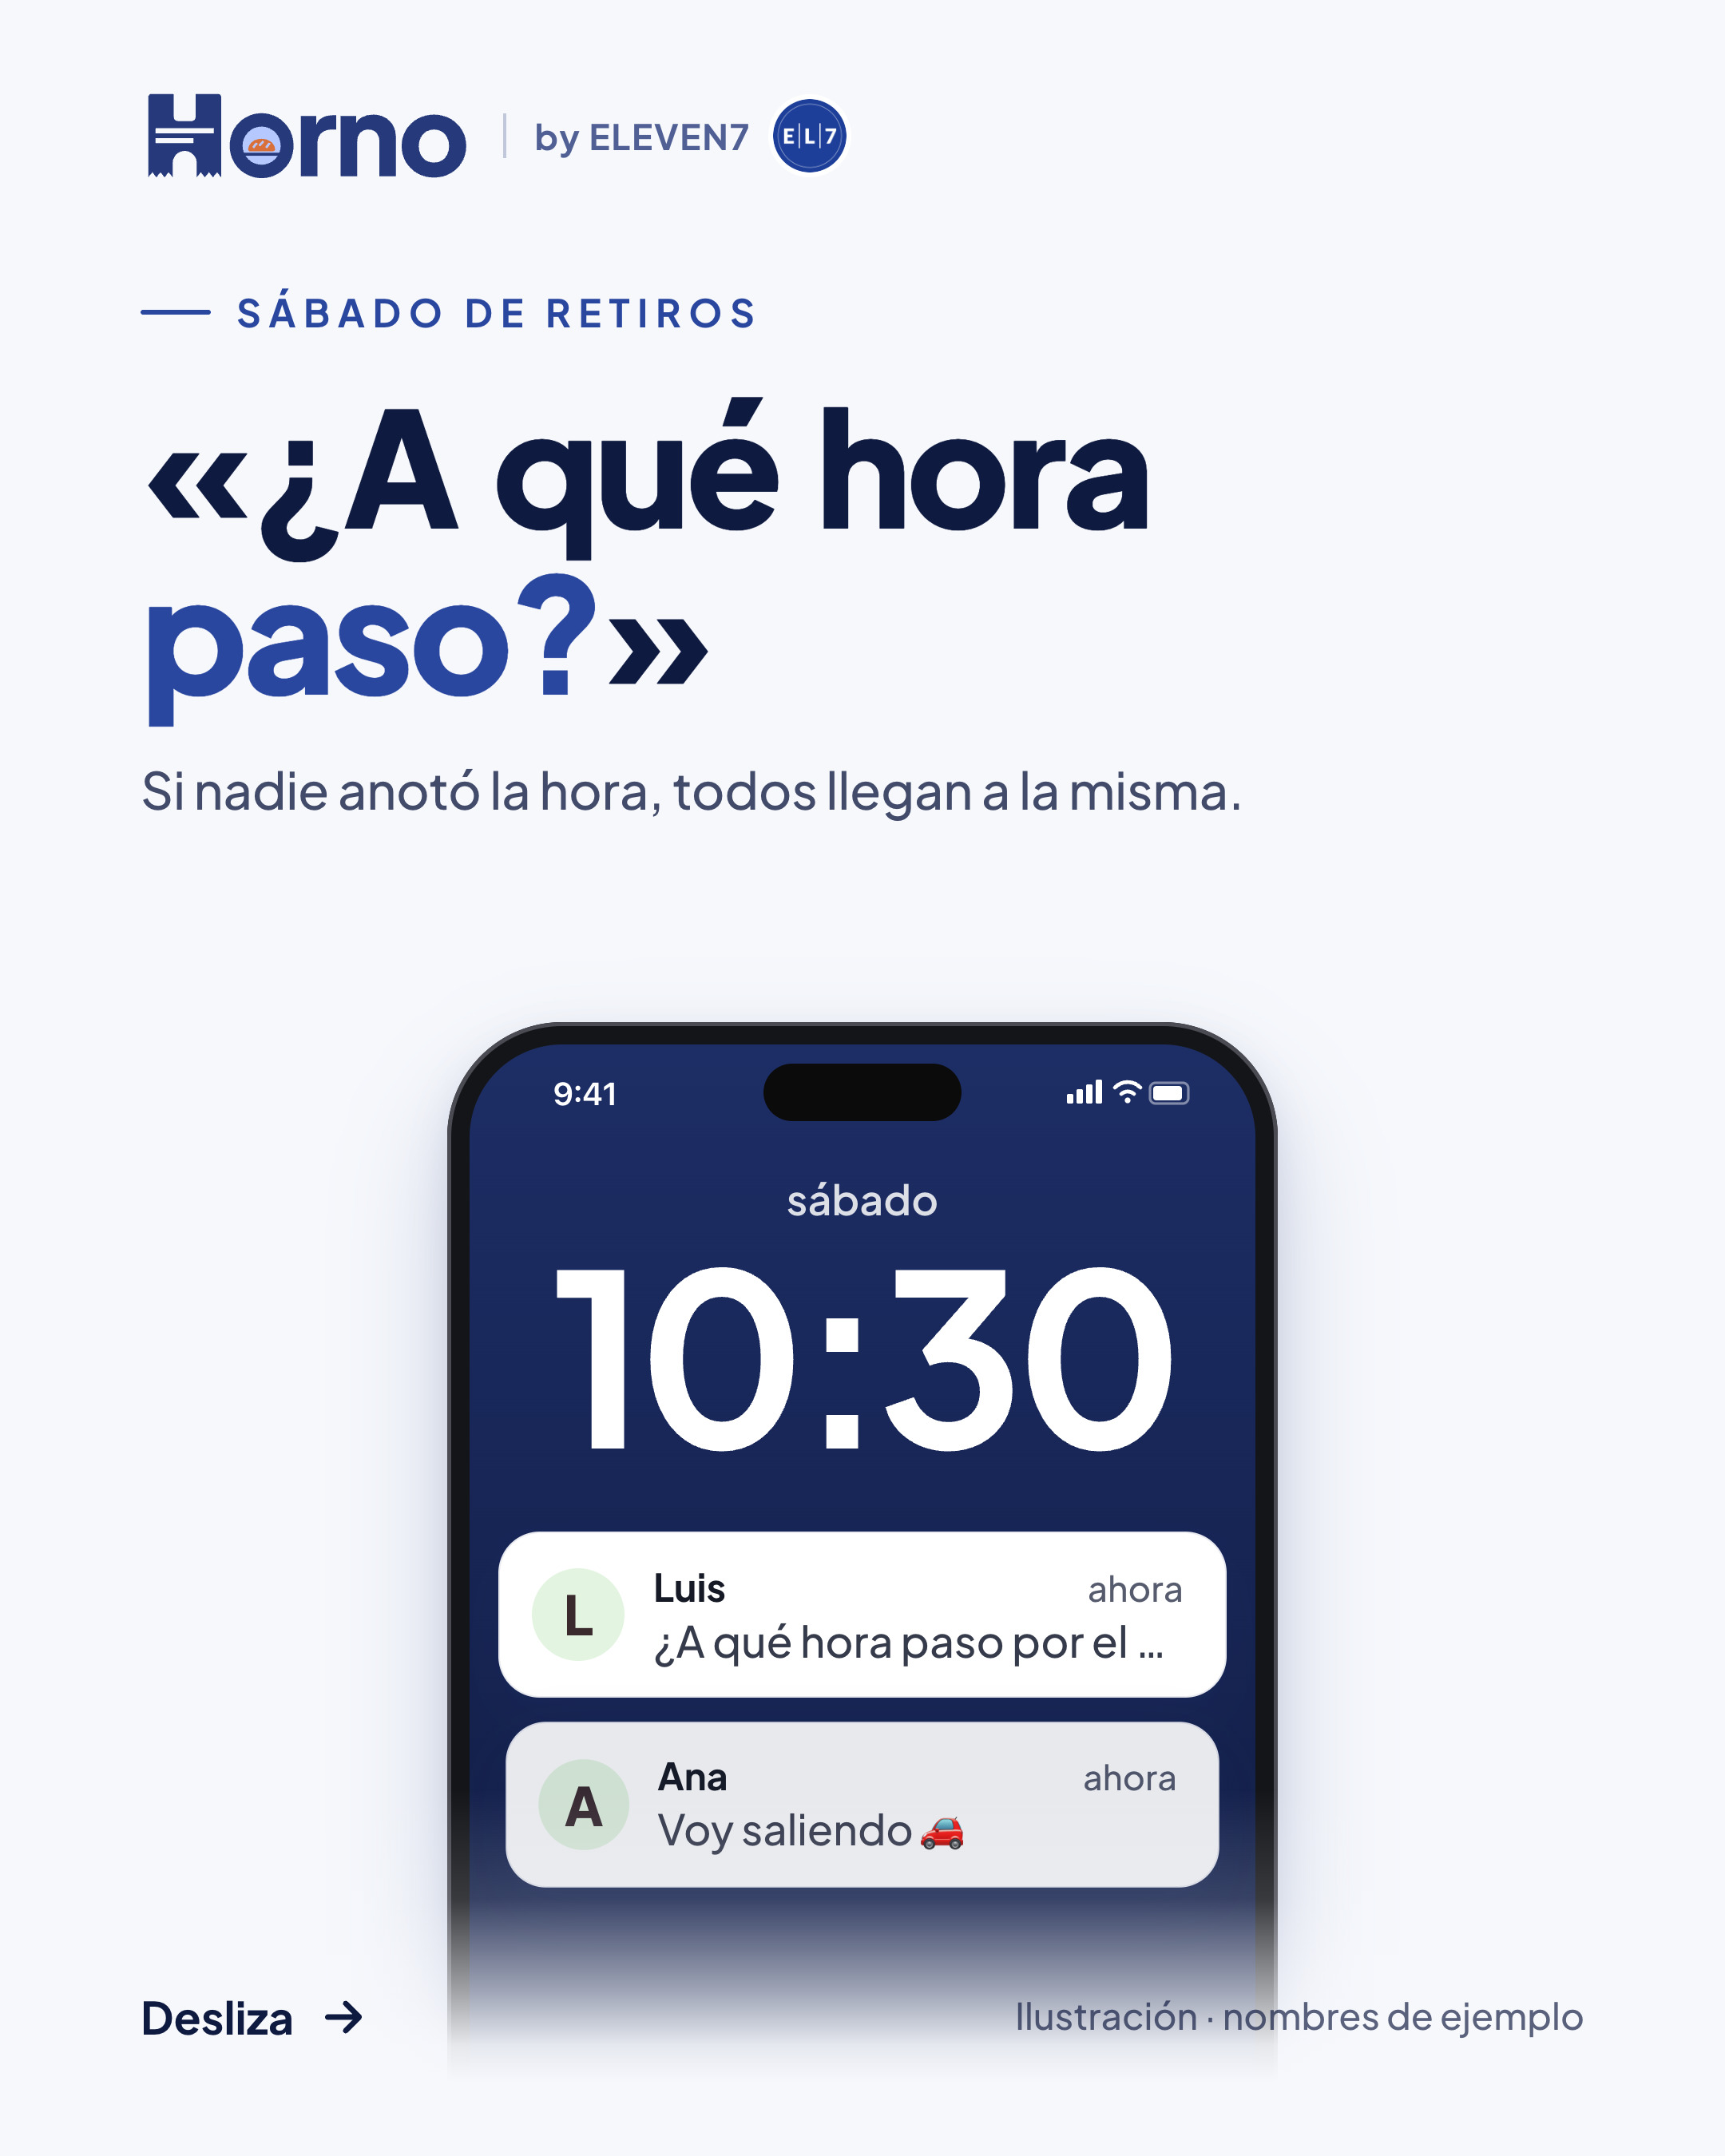 Horno
by ELEVEN7
E|L|7
SÁBADO DE RETIROS
«¿A qué hora
paso?»
Si nadie anotó la hora, todos llegan a la misma.
9:41
sábado
10:30
L
Luis
ahora
¿A qué hora paso por el ...
A
Ana
ahora
Voy saliendo 🚗
Desliza →
Ilustración · nombres de ejemplo